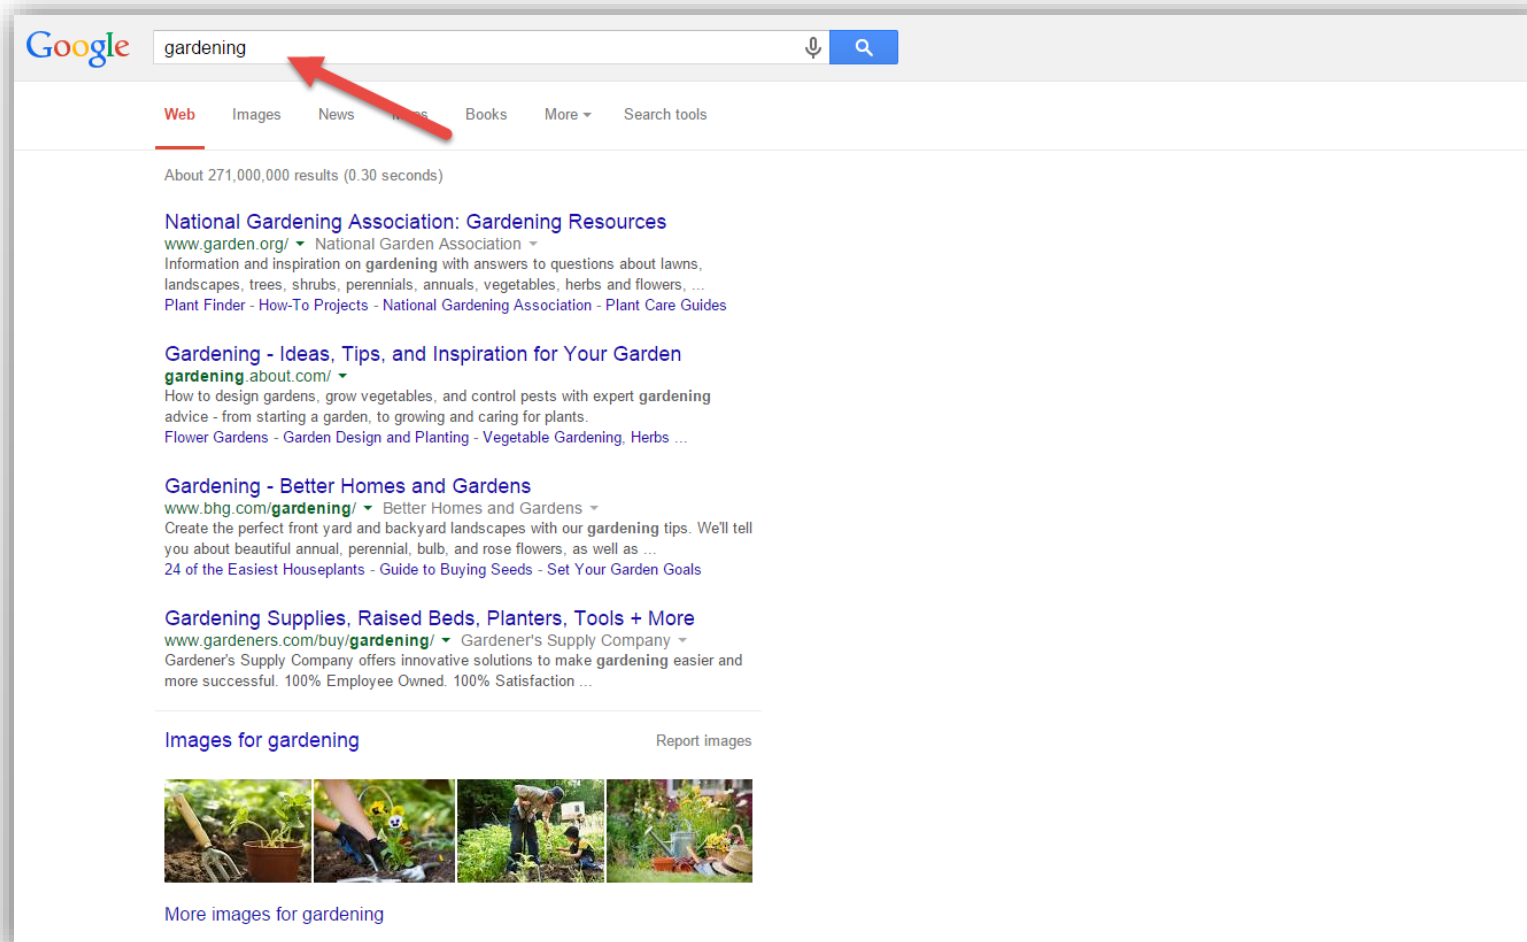 Google gardening
Web Images News Books More Search tools
About 271,000,000 results (0.30 seconds)
National Gardening Association: Gardening Resources
www.garden.org/ National Garden Association
Information and inspiration on gardening with answers to questions about lawns,
landscapes, trees, shrubs, perennials, annuals, vegetables, herbs and flowers, ...
Plant Finder - How-To Projects - National Gardening Association - Plant Care Guides
Gardening - Ideas, Tips, and Inspiration for Your Garden
gardening.about.com/
How to design gardens, grow vegetables, and control pests with expert gardening
advice - from starting a garden, to growing and caring for plants.
Flower Gardens - Garden Design and Planting - Vegetable Gardening, Herbs ...
Gardening - Better Homes and Gardens
www.bhg.com/gardening/ Better Homes and Gardens
Create the perfect front yard and backyard landscapes with our gardening tips. We'll tell
you about beautiful annual, perennial, bulb, and rose flowers, as well as ...
24 of the Easiest Houseplants - Guide to Buying Seeds - Set Your Garden Goals
Gardening Supplies, Raised Beds, Planters, Tools + More
www.gardeners.com/buy/gardening/ Gardener's Supply Company
Gardener's Supply Company offers innovative solutions to make gardening easier and
more successful. 100% Employee Owned. 100% Satisfaction ...
Images for gardening Report images
More images for gardening